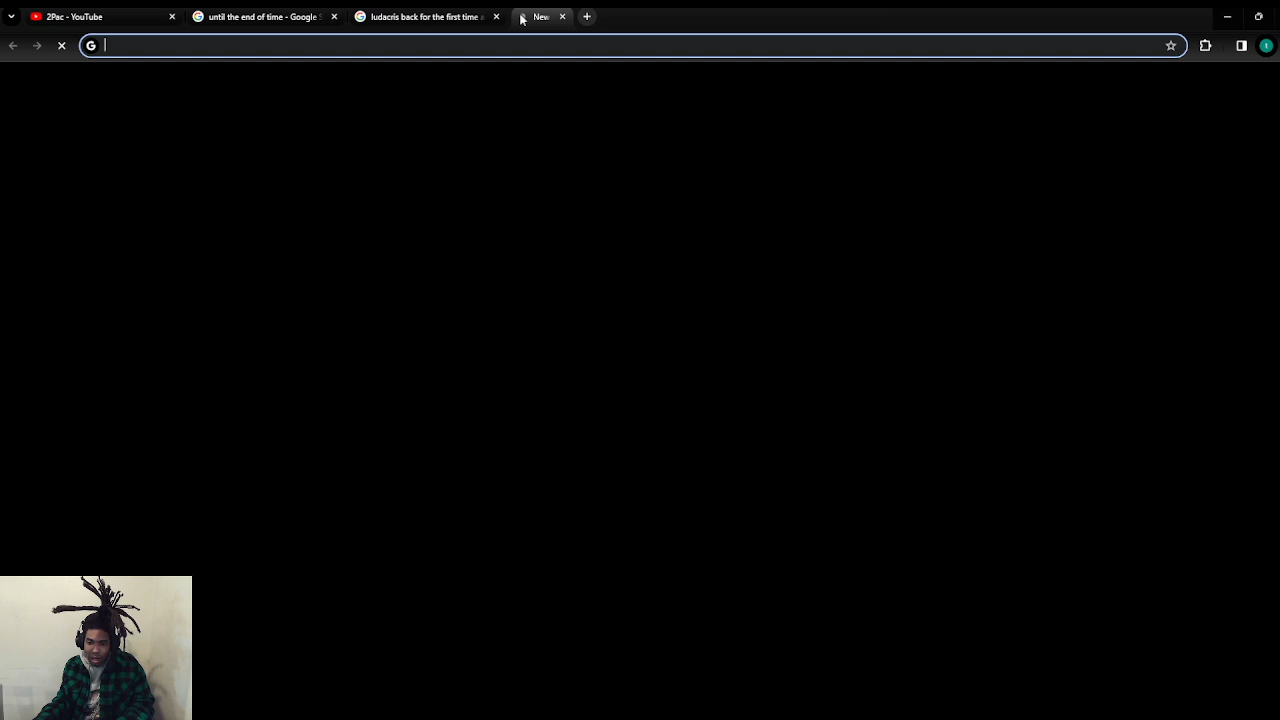 2Pac - YouTube
until the end of time - Google
ludacris back for the first time
New
G
t